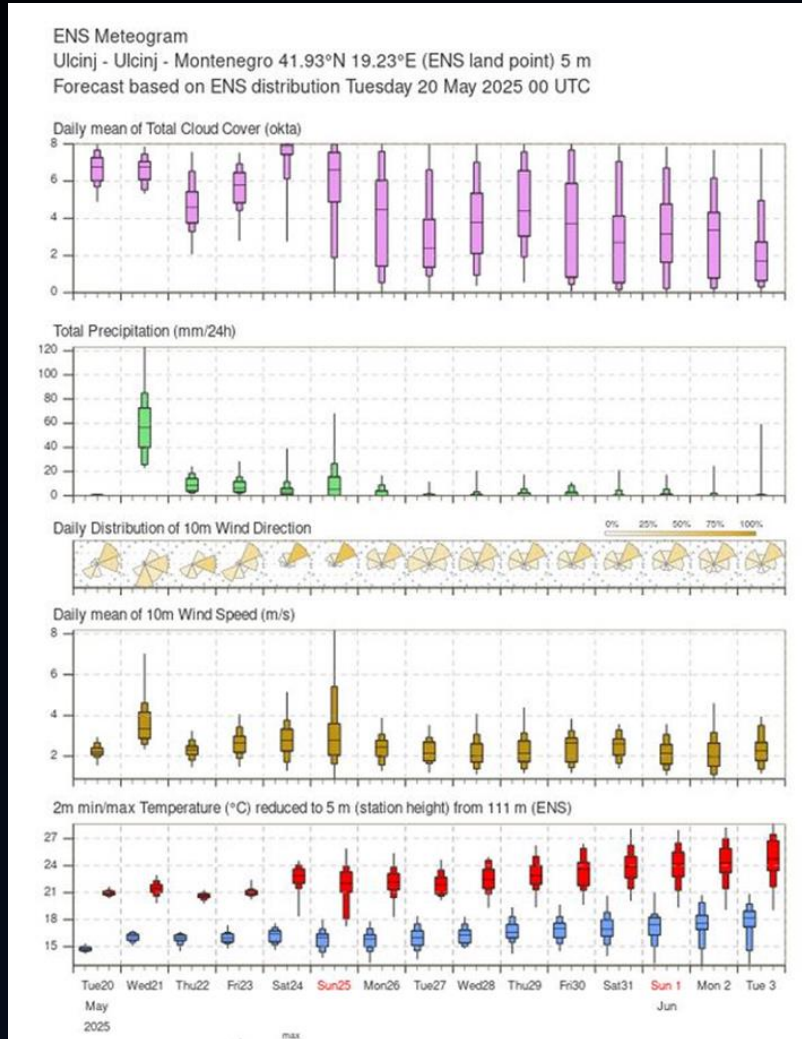 ENS Meteogram
Ulcinj - Ulcinj - Montenegro 41.93°N 19.23°E (ENS land point) 5 m
Forecast based on ENS distribution Tuesday 20 May 2025 00 UTC
Daily mean of Total Cloud Cover (okta)
8
6
4
2
0
Total Precipitation (mm/24h)
120
100
80
60
40
20
0
Daily Distribution of 10m Wind Direction
0% 25% 50% 75% 100%
Daily mean of 10m Wind Speed (m/s)
8
6
4
2
2m min/max Temperature (°C) reduced to 5 m (station height) from 111 m (ENS)
27
24
21
18
15
Tue20 Wed21 Thu22 Fri23 Sat24 Sun25 Mon26 Tue27 Wed28 Thu29 Fri30 Sat31 Sun 1 Mon 2 Tue 3
May Jun
2025
max